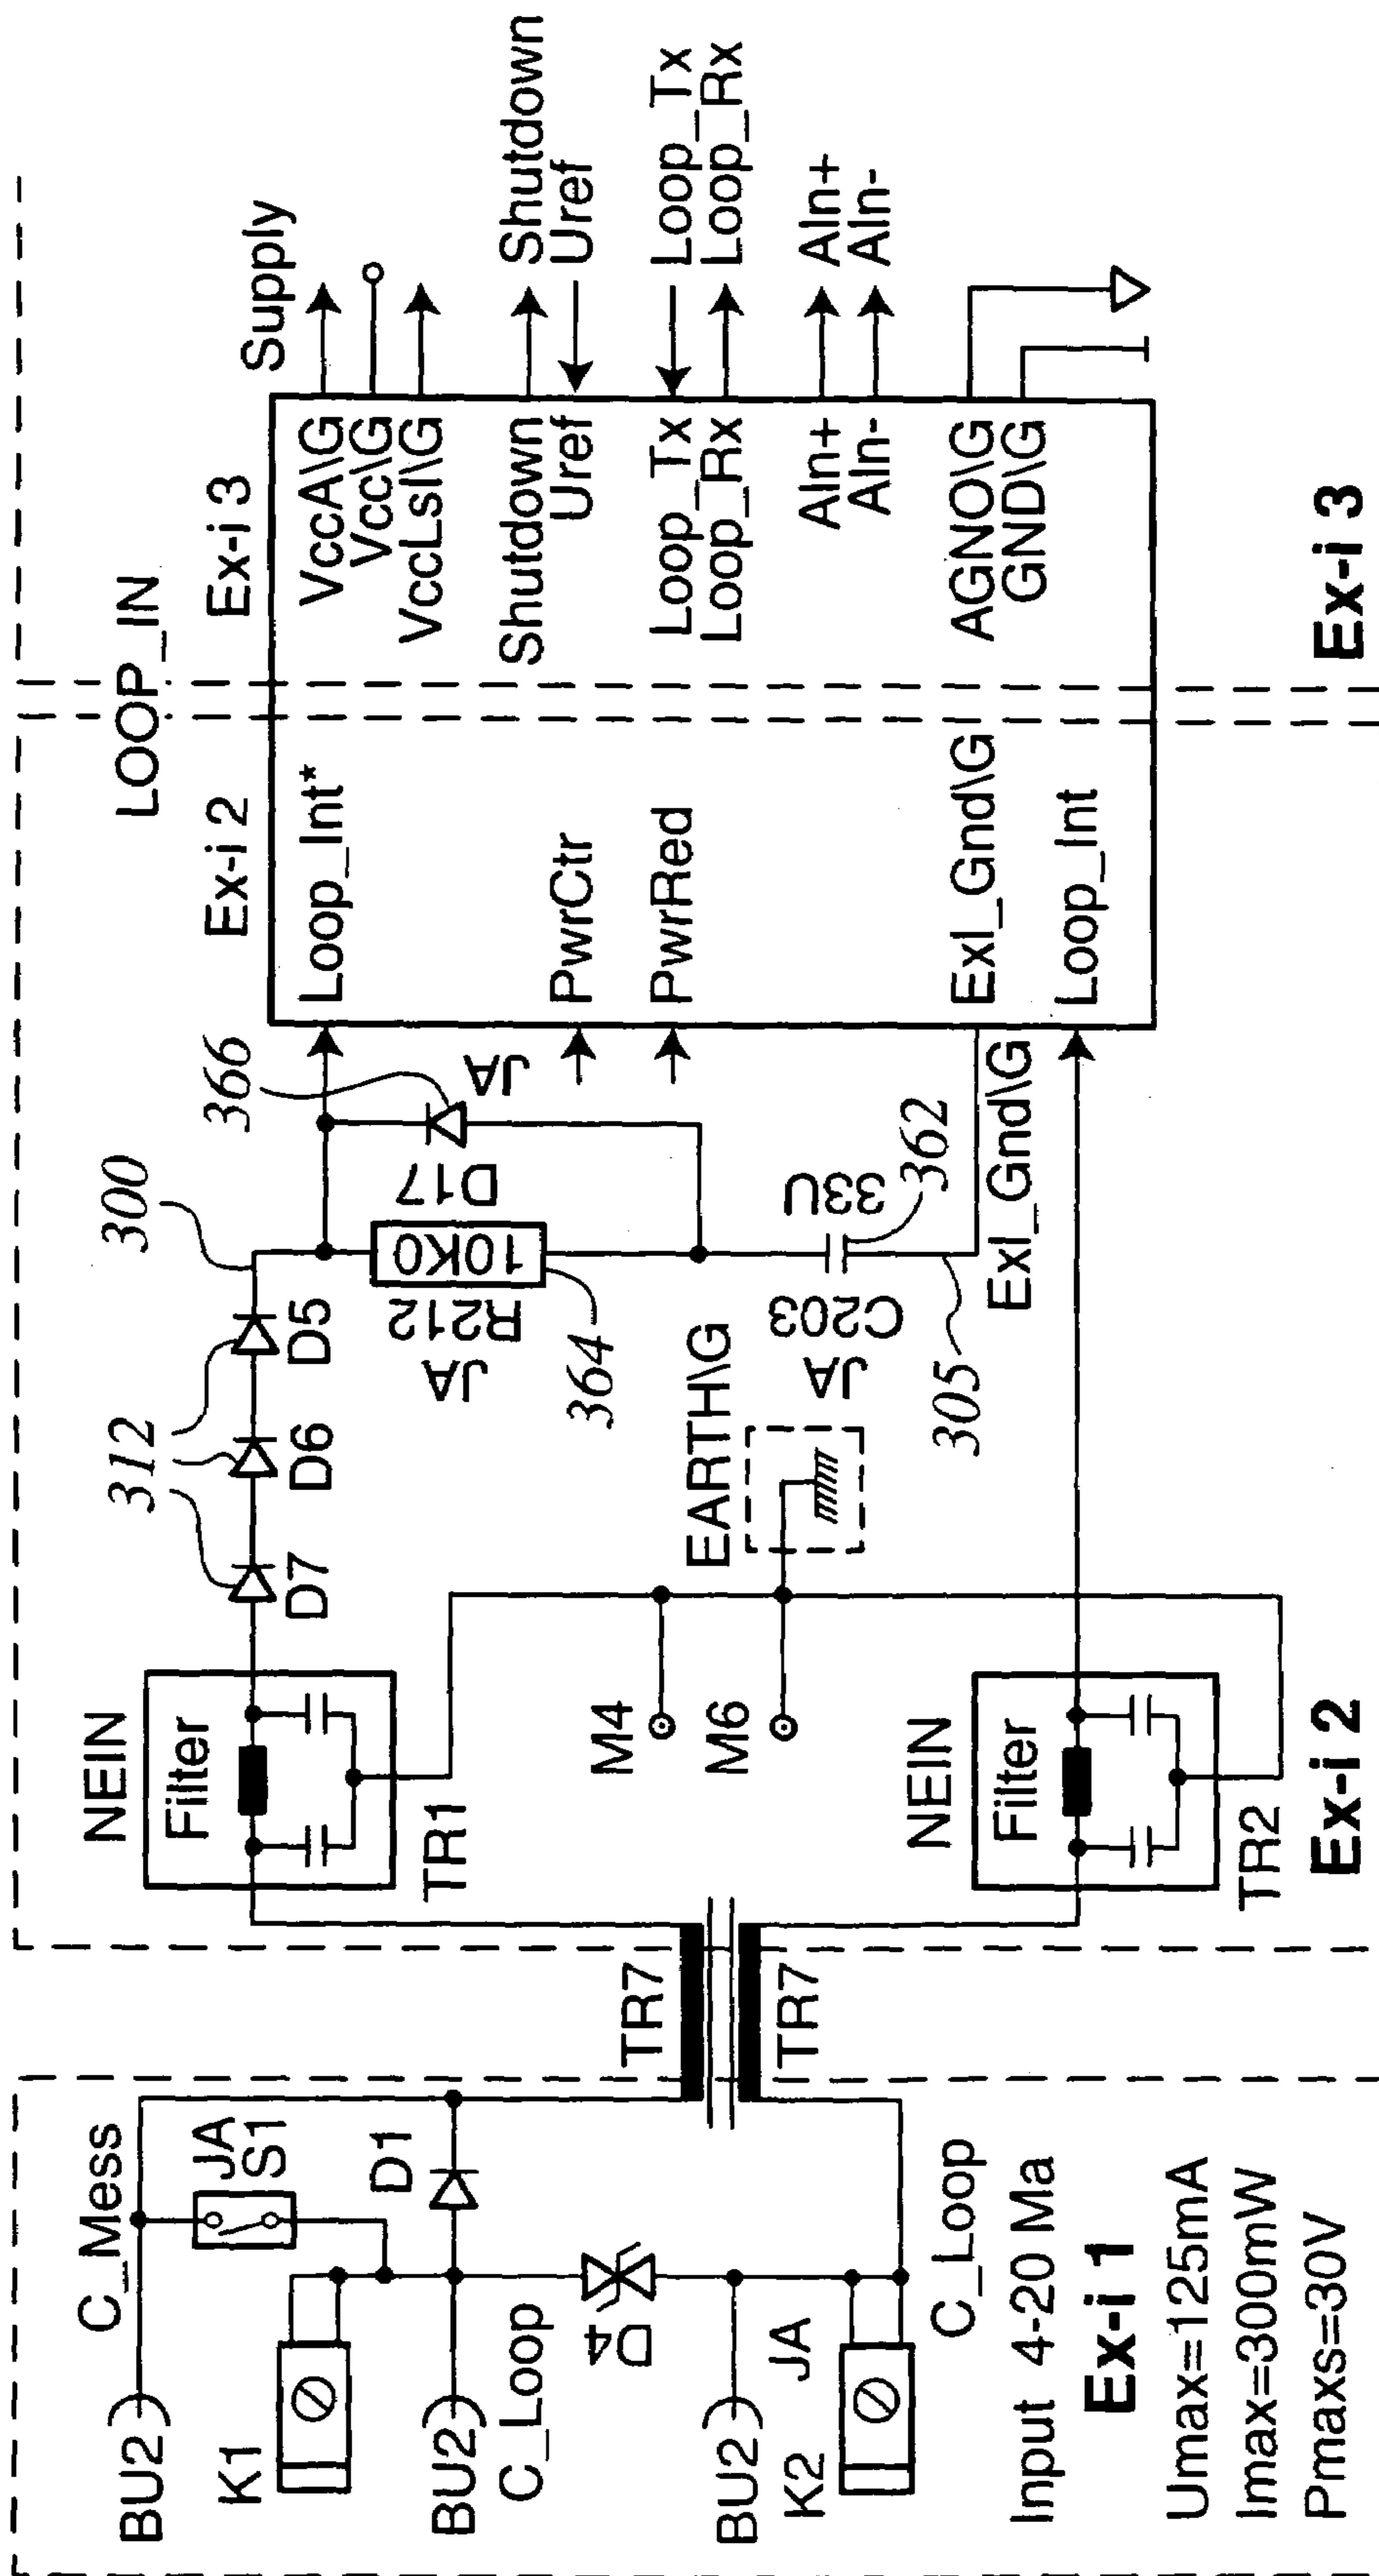 BU2
C_Mess
JA
S1
K1
D1
BU2
C_Loop
D4
BU2
JA
K2
C_Loop
Input 4-20 Ma
Ex-i 1
Umax=125mA
Imax=300mW
Pmaxs=30V
TR7
TR7
NEIN
Filter
TR1
M4
M6
EARTH\G
NEIN
Filter
TR2
Ex-i 2
312
D7
D6
D5
300
366
JA
D17
10K0
R212
JA
364
33U
362
C203
JA
305
ExI_Gnd\G
LOOP_IN
Ex-i 2
Ex-i 3
Loop_Int*
PwrCtr
PwrRed
ExI_Gnd\G
Loop_Int
VccA\G
Vcc\G
VccLsl\G
Shutdown
Uref
Loop_Tx
Loop_Rx
AIn+
AIn-
AGNO\G
GND\G
Supply
Shutdown
Uref
Loop_Tx
Loop_Rx
AIn+
AIn-
Ex-i 3